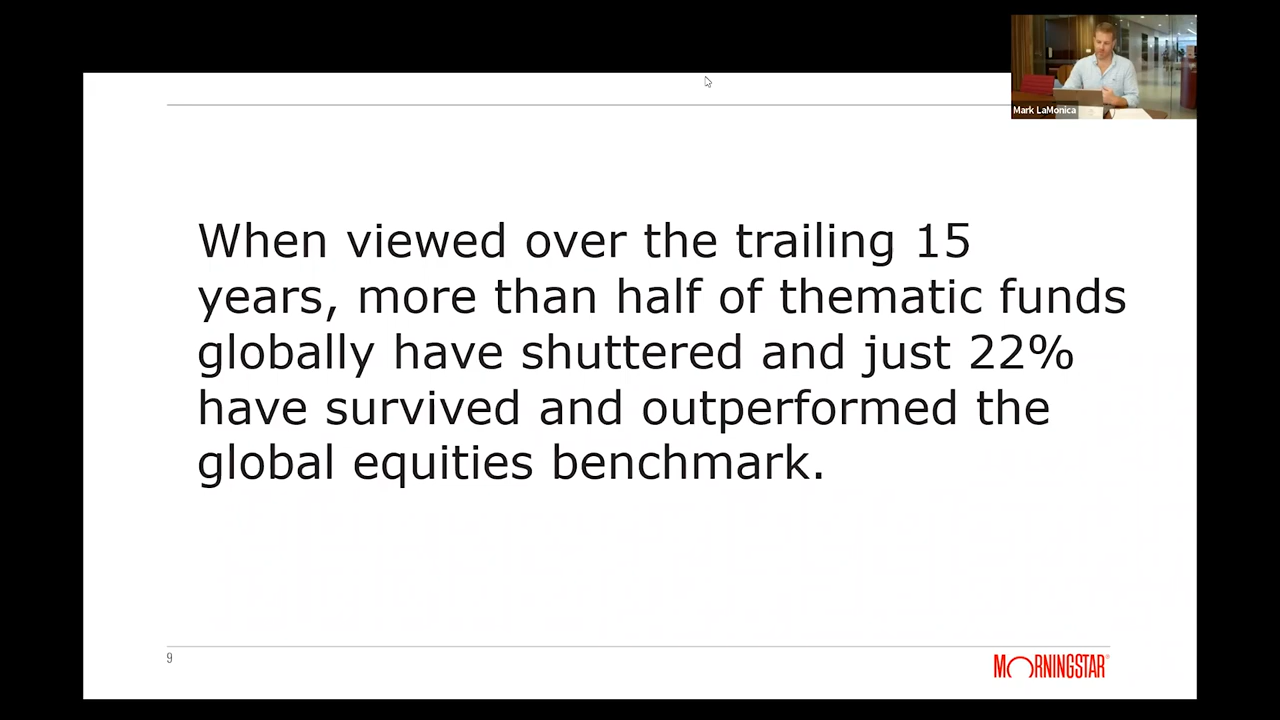 Mark LaMonica
When viewed over the trailing 15
years, more than half of thematic funds
globally have shuttered and just 22%
have survived and outperformed the
global equities benchmark.
9
MORNINGSTAR®